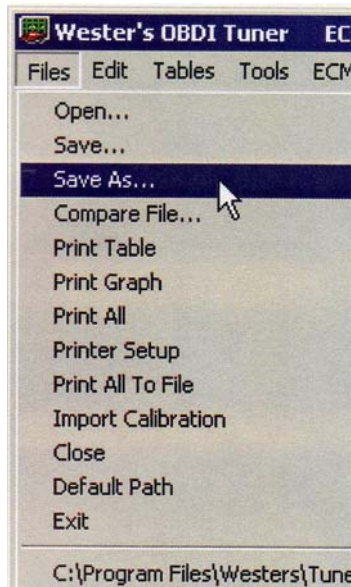 Wester's OBDI Tuner
Files Edit Tables Tools
Open...
Save...
Save As...
Compare File...
Print Table
Print Graph
Print All
Printer Setup
Print All To File
Import Calibration
Close
Default Path
Exit
C:\Program Files\Westers\